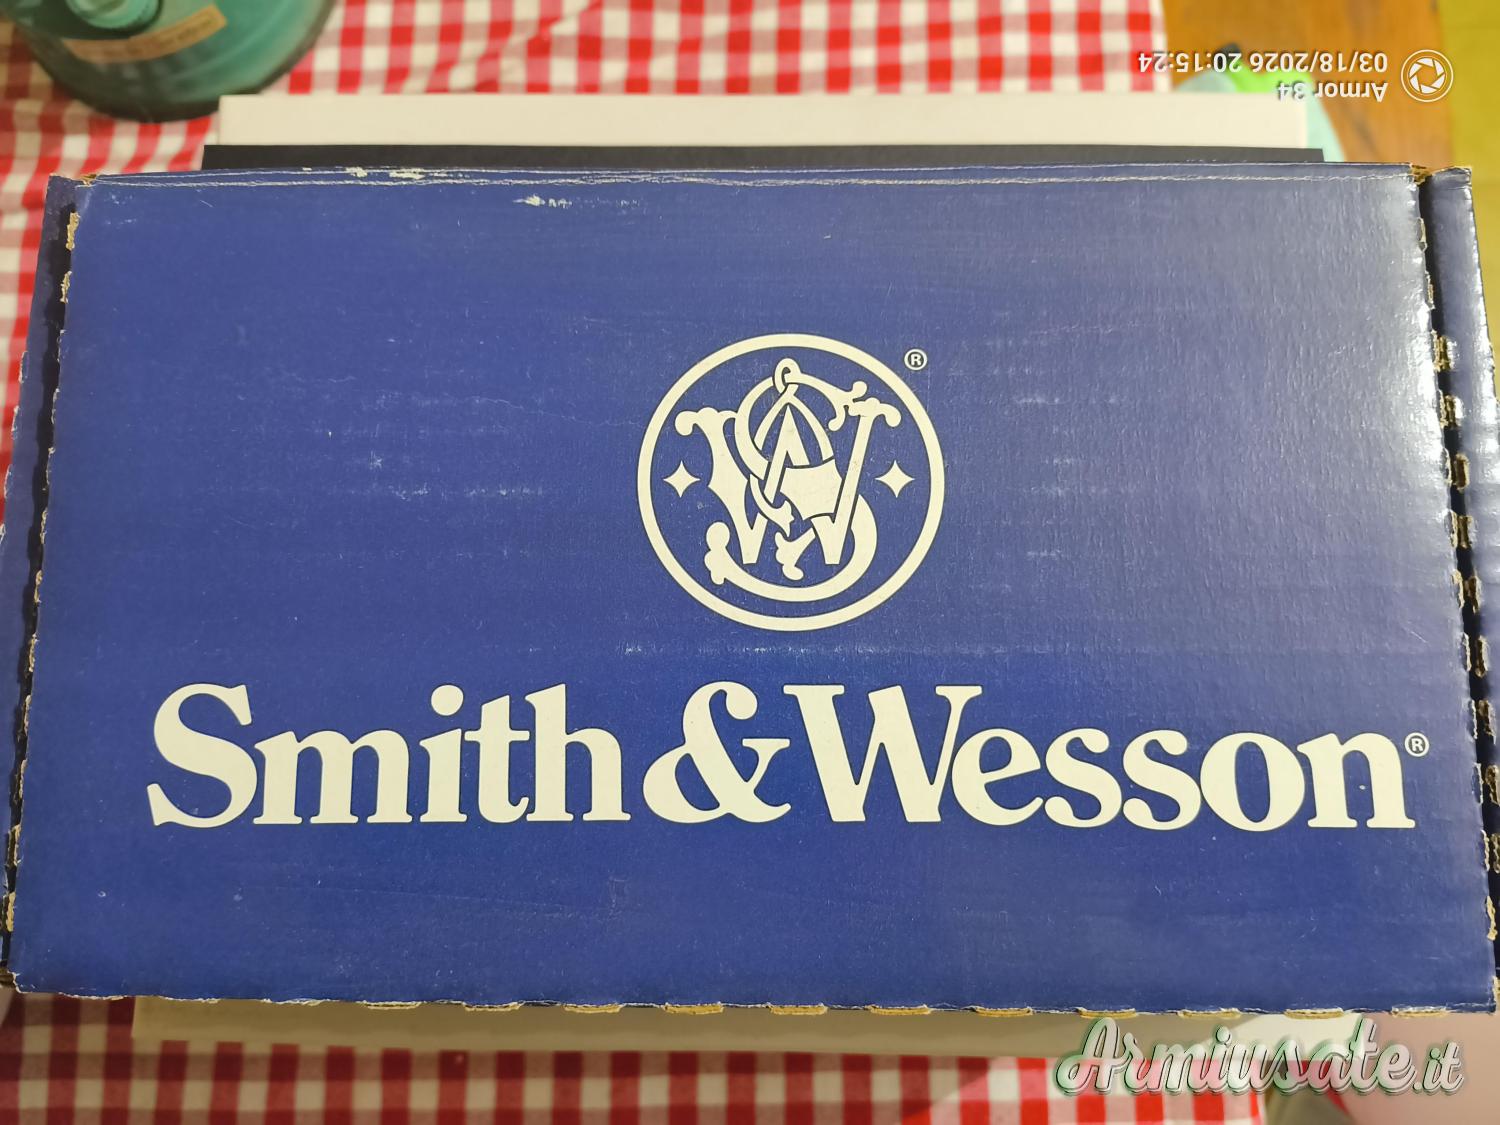 03/18/2026 20:15:24
Armor 34
®
Smith & Wesson®
Armiusate.it